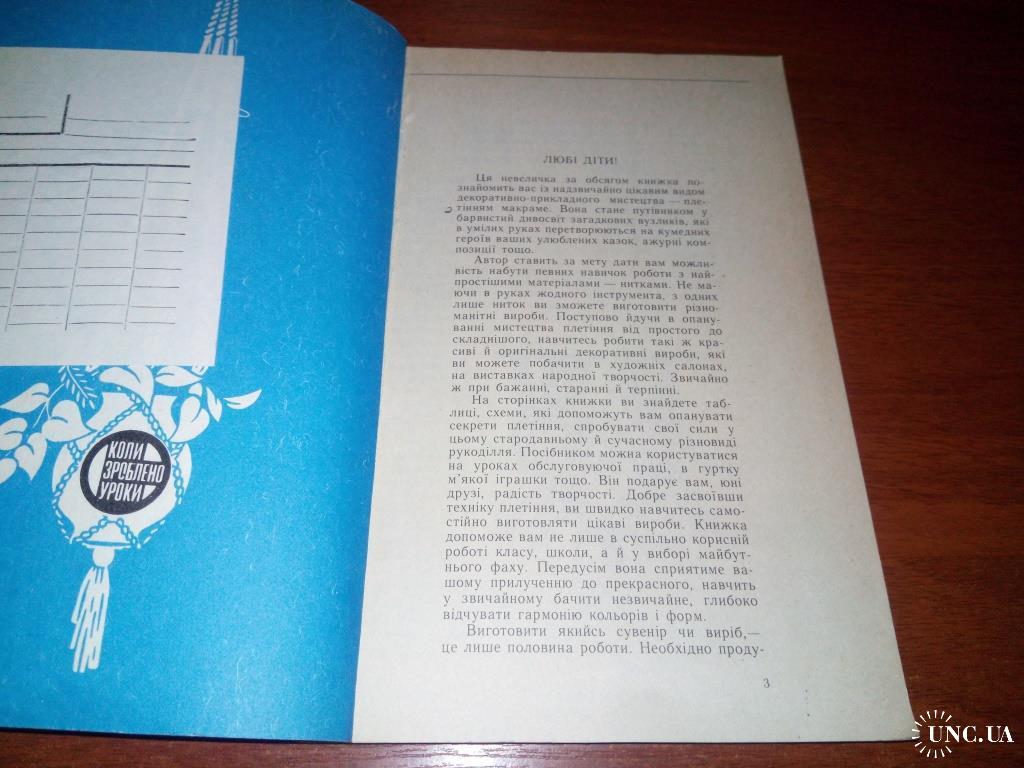 КОЛИ
ЗРОБЛЕНО
УРОКИ
ЛЮБІ ДІТИ!
Ця невеличка за обсягом книжка по-
знайомить вас із надзвичайно цікавим видом
декоративно-прикладного мистецтва — пле-
тінням макраме. Вона стане путівником у
барвистий дивосвіт загадкових вузликів, які
в умілих руках перетворюються на кумедних
героїв ваших улюблених казок, ажурні ком-
позиції тощо.
Автор ставить за мету дати вам можли-
вість набути певних навичок роботи з най-
простішими матеріалами — нитками. Не ма-
ючи в руках жодного інструмента, з одних
лише ниток ви зможете виготовити різно-
манітні вироби. Поступово йдучи в опану-
ванні мистецтва плетіння від простого до
складнішого, навчитесь робити такі ж кра-
сиві й оригінальні декоративні вироби, які
ви можете побачити в художніх салонах,
на виставках народної творчості. Звичайно
ж при бажанні, старанні й терпінні.
На сторінках книжки ви знайдете таб-
лиці, схеми, які допоможуть вам опанувати
секрети плетіння, спробувати свої сили у
цьому стародавньому й сучасному різновиді
рукоділля. Посібником можна користуватися
на уроках обслуговуючої праці, в гуртку
м'якої іграшки тощо. Він подарує вам, юні
друзі, радість творчості. Добре засвоївши
техніку плетіння, ви швидко навчитесь само-
стійно виготовляти цікаві вироби. Книжка
допоможе вам не лише в суспільно корисній
роботі класу, школи, а й у виборі майбут-
нього фаху. Передусім вона сприятиме ва-
шому прилученню до прекрасного, навчить
у звичайному бачити незвичайне, глибоко
відчувати гармонію кольорів і форм.
Виготовити якийсь сувенір чи виріб,—
це лише половина роботи. Необхідно проду-
3
UNC.UA